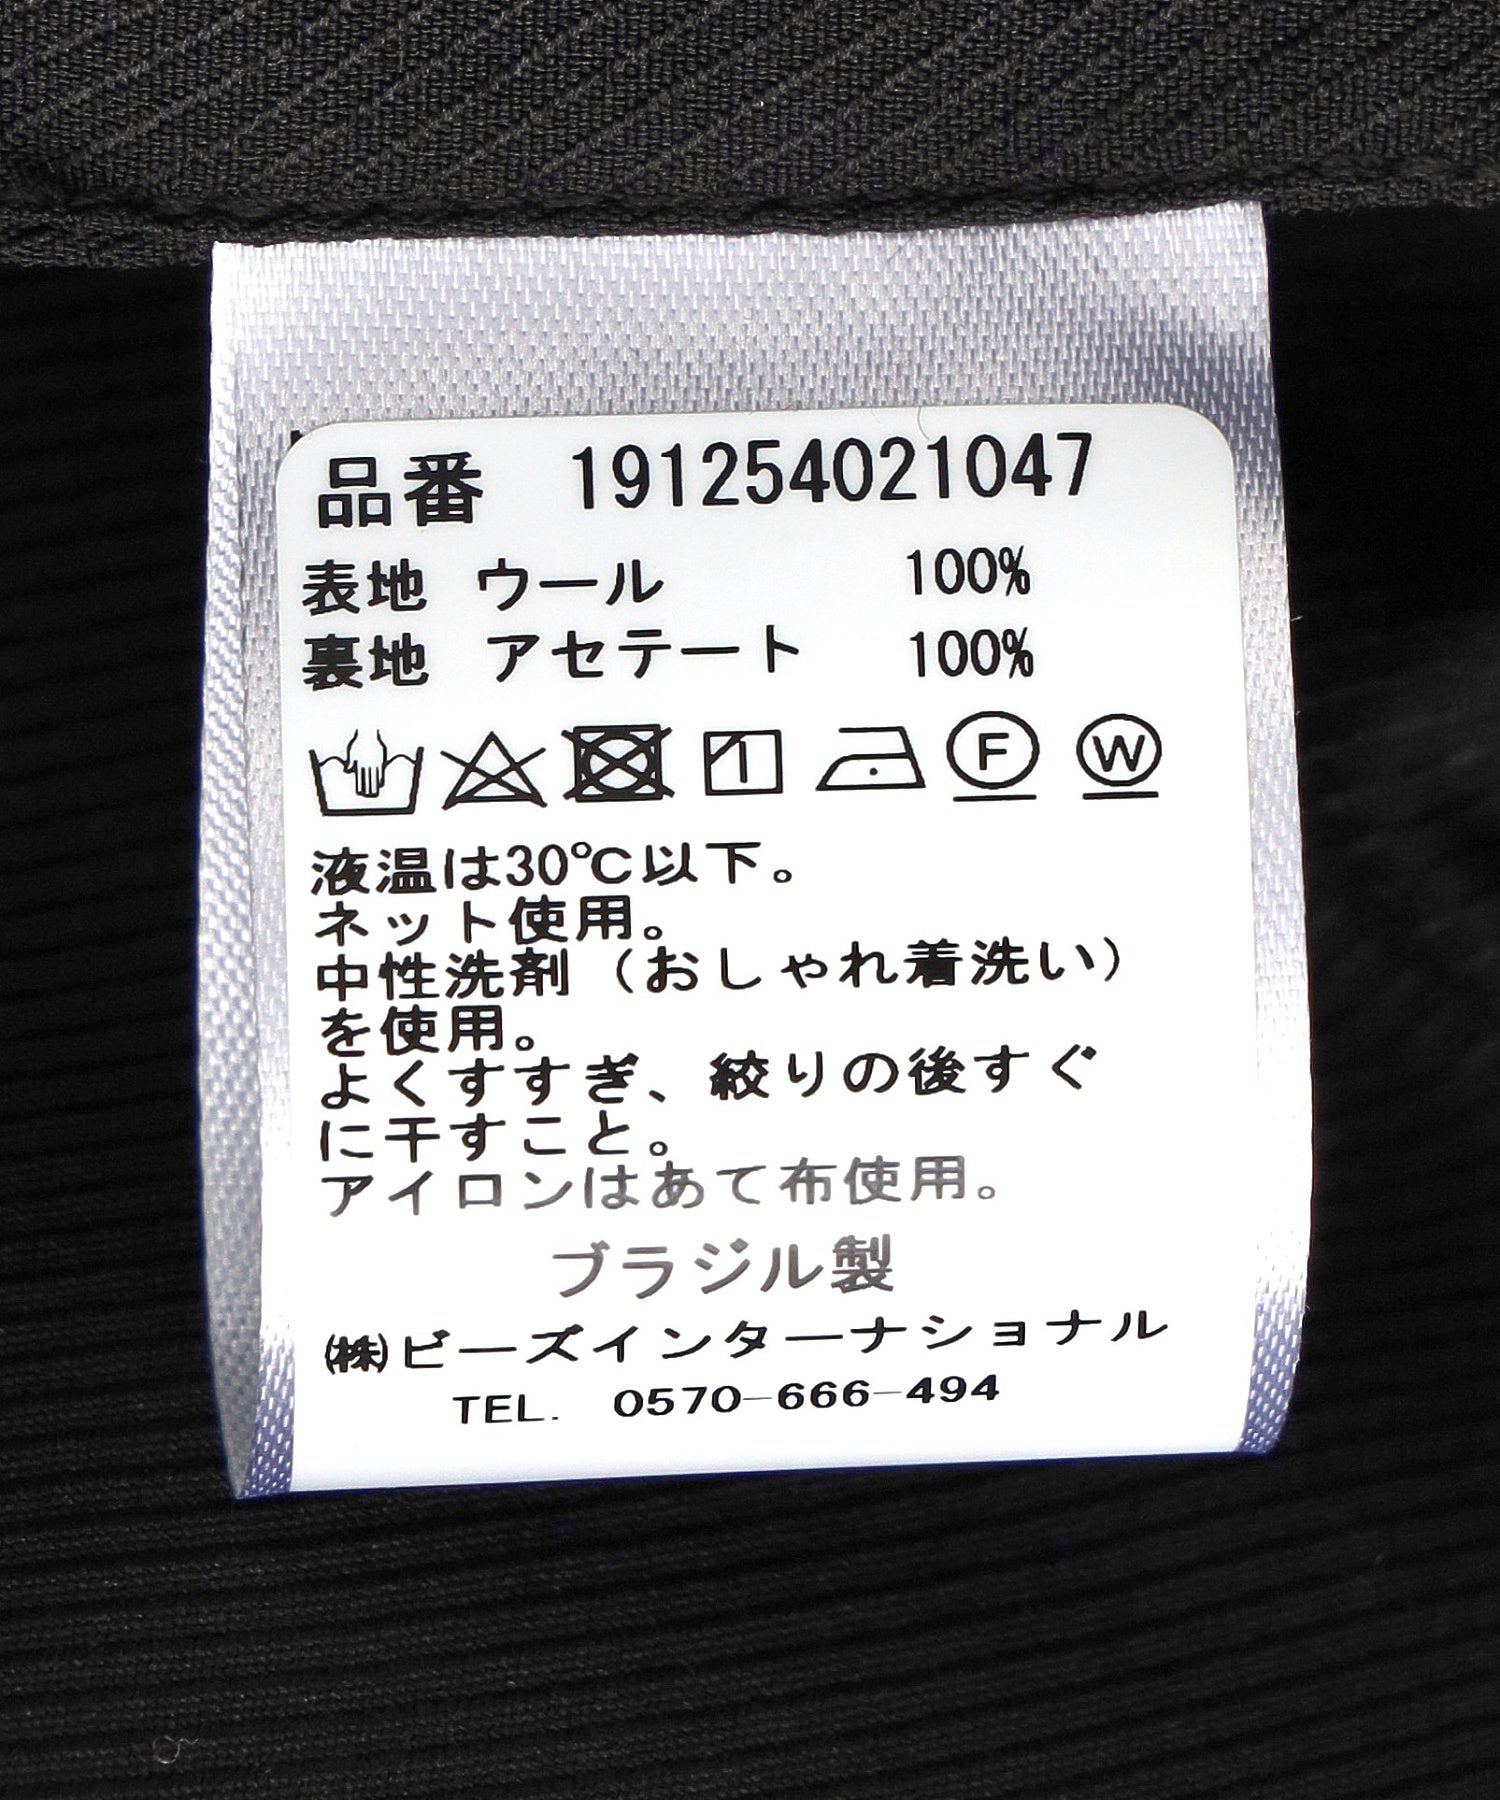 品番 191254021047
表地 ウール 100%
裏地 アセテート 100%
F W
液温は30℃以下。
ネット使用。
中性洗剤（おしゃれ着洗い）
を使用。
よくすすぎ、絞りの後すぐ
に干すこと。
アイロンはあて布使用。
ブラジル製
㈱ビーズインターナショナル
TEL. 0570-666-494